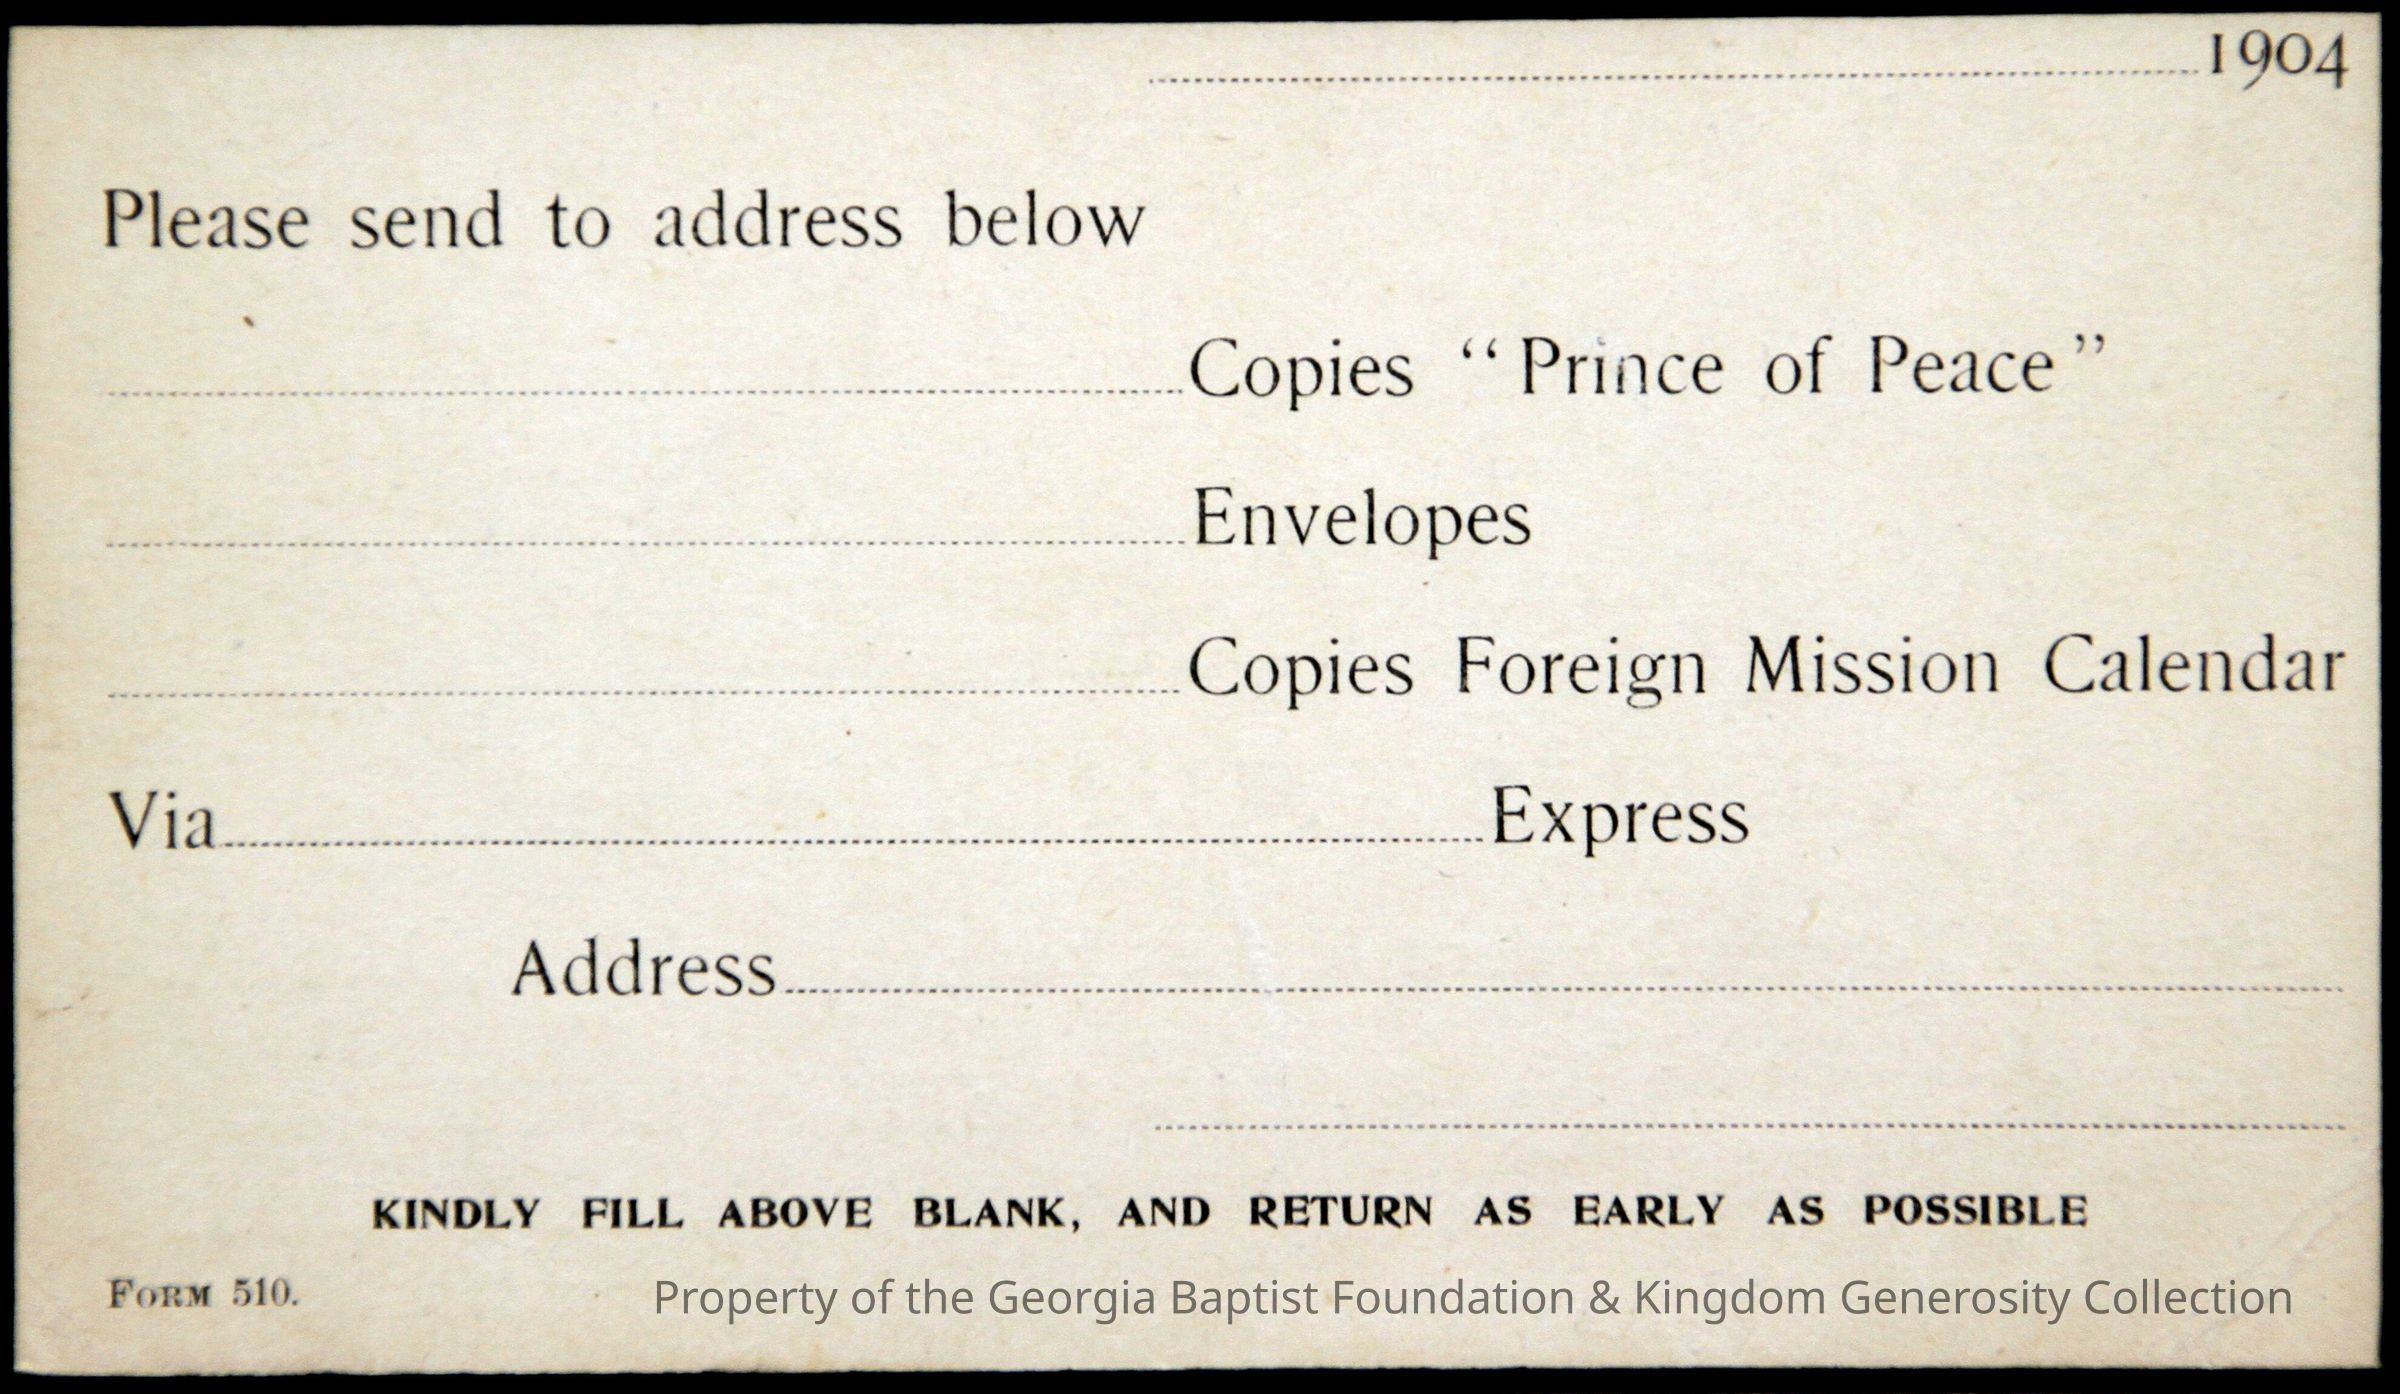 1904
Please send to address below
Copies “Prince of Peace”
Envelopes
Copies Foreign Mission Calendar
Via Express
Address
KINDLY FILL ABOVE BLANK, AND RETURN AS EARLY AS POSSIBLE
FORM 510.
Property of the Georgia Baptist Foundation & Kingdom Generosity Collection